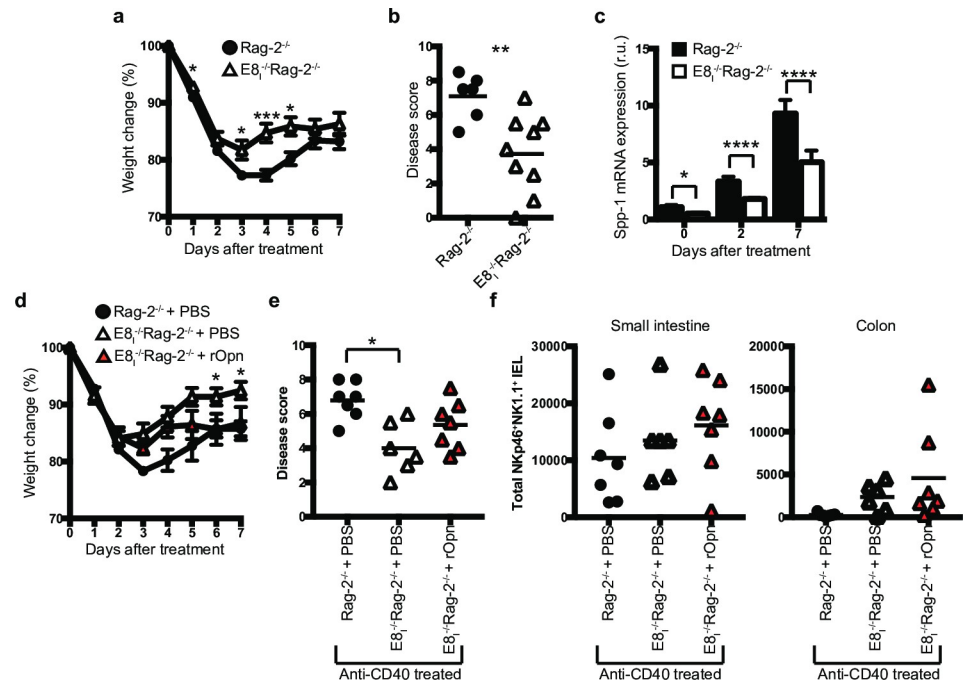 a
Weight change (%)
100
90
80
70
0 1 2 3 4 5 6 7
Days after treatment
Rag-2-/-
E8I-/-Rag-2-/-
*
*
***
*
b
Disease score
10
8
6
4
2
0
**
Rag-2-/-
E8I-/-Rag-2-/-
c
Spp-1 mRNA expression (r.u.)
15
10
5
0
Rag-2-/-
E8I-/-Rag-2-/-
*
****
****
0 2 7
Days after treatment
d
Rag-2-/- + PBS
E8I-/-Rag-2-/- + PBS
E8I-/-Rag-2-/- + rOpn
Weight change (%)
100
90
80
70
* *
0 1 2 3 4 5 6 7
Days after treatment
e
Disease score
10
8
6
4
2
0
*
Rag-2-/- + PBS
E8I-/-Rag-2-/- + PBS
E8I-/-Rag-2-/- + rOpn
Anti-CD40 treated
f
Small intestine
Total NKp46+NK1.1+ IEL
30000
20000
10000
0
Rag-2-/- + PBS
E8I-/-Rag-2-/- + PBS
E8I-/-Rag-2-/- + rOpn
Anti-CD40 treated
Colon
20000
15000
10000
5000
0
Rag-2-/- + PBS
E8I-/-Rag-2-/- + PBS
E8I-/-Rag-2-/- + rOpn
Anti-CD40 treated